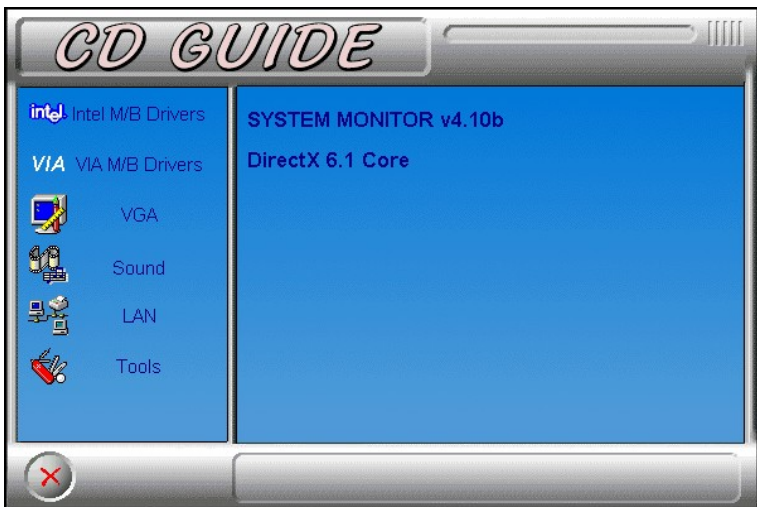 CD GUIDE
intel Intel M/B Drivers
VIA VIA M/B Drivers
VGA
Sound
LAN
Tools
SYSTEM MONITOR v4.10b
DirectX 6.1 Core